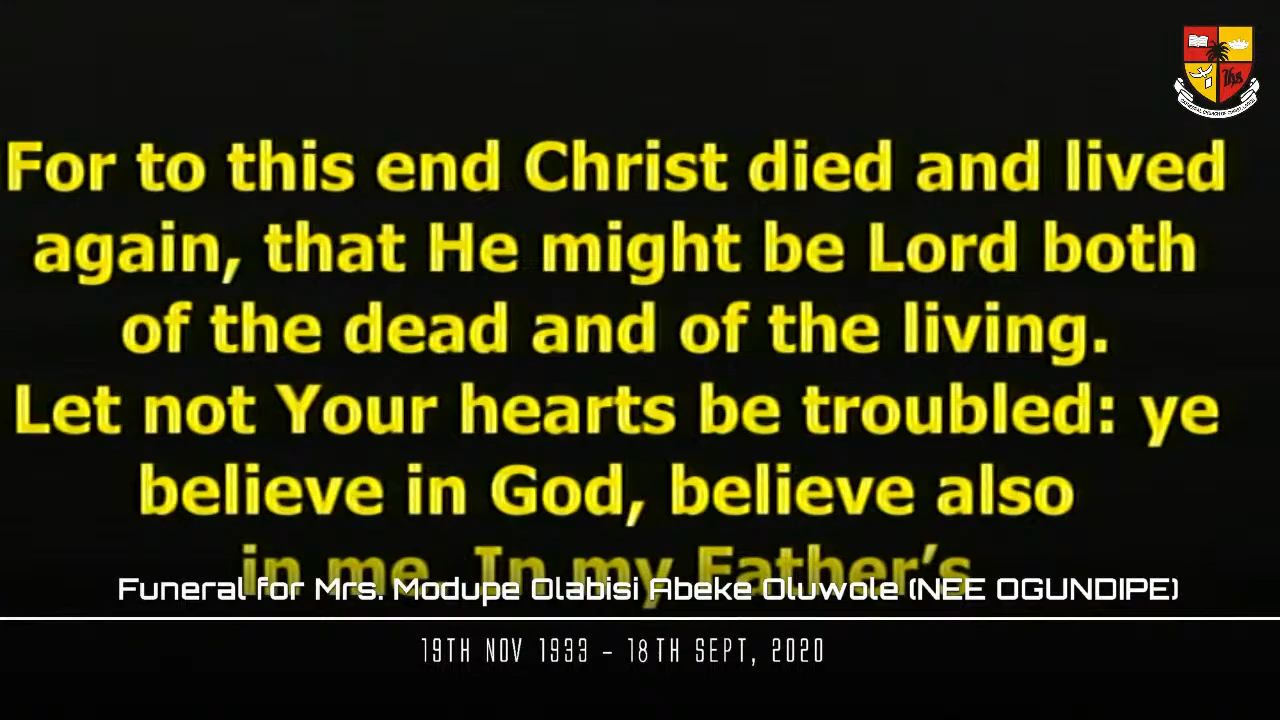 For to this end Christ died and lived
again, that He might be Lord both
of the dead and of the living.
Let not Your hearts be troubled: ye
believe in God, believe also
in me. In my Father’s
Funeral for Mrs. Modupe Olabisi Abeke Oluwole (NEE OGUNDIPE)
19TH NOV 1933 - 18TH SEPT, 2020